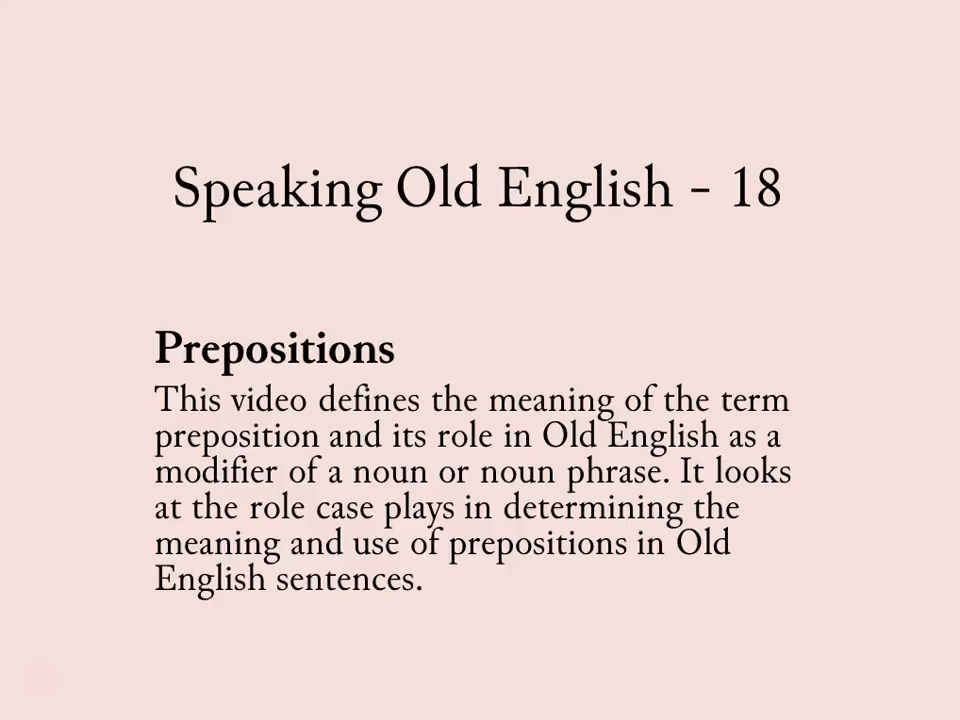 Speaking Old English - 18
Prepositions
This video defines the meaning of the term
preposition and its role in Old English as a
modifier of a noun or noun phrase. It looks
at the role case plays in determining the
meaning and use of prepositions in Old
English sentences.